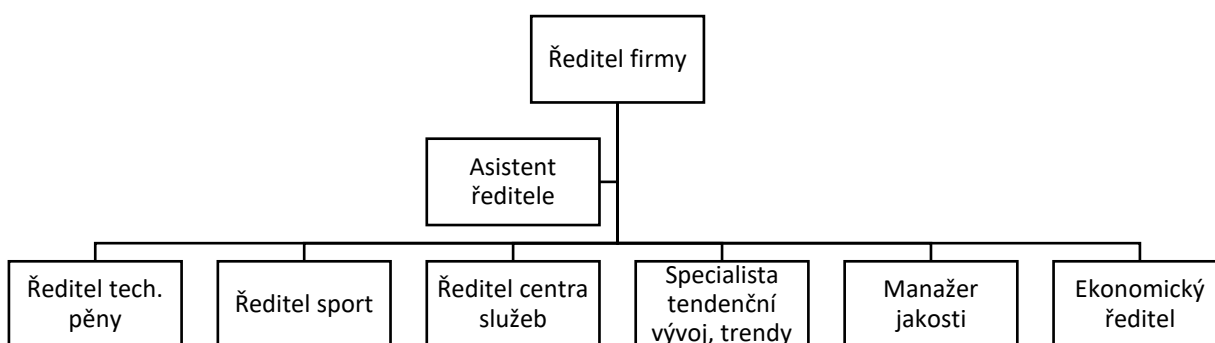 Ředitel firmy
Asistent
ředitele
Ředitel tech.
pěny
Ředitel sport
Ředitel centra
služeb
Specialista
tendenční
vývoj, trendy
Manažer
jakosti
Ekonomický
ředitel